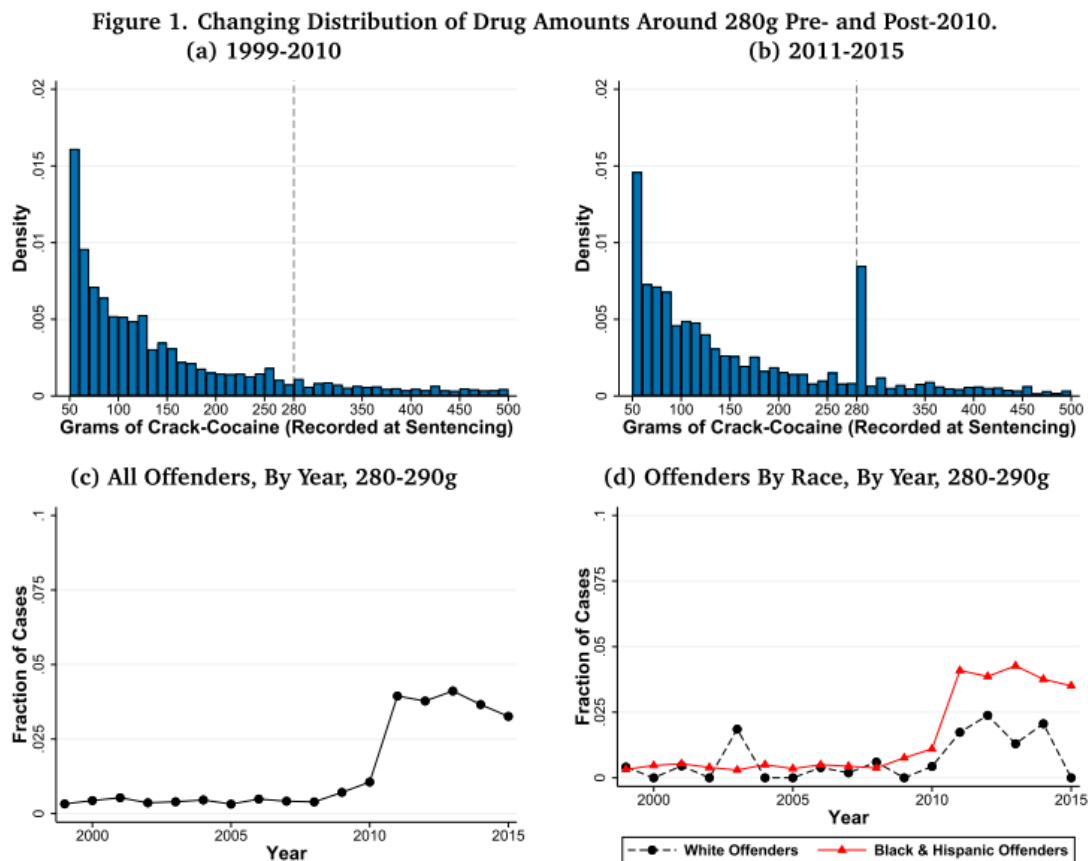 Figure 1. Changing Distribution of Drug Amounts Around 280g Pre- and Post-2010.
(a) 1999-2010
(b) 2011-2015
Density
0 .005 .01 .015 .02
50 100 150 200 250 280 350 400 450 500
Grams of Crack-Cocaine (Recorded at Sentencing)
Density
0 .005 .01 .015 .02
50 100 150 200 250 280 350 400 450 500
Grams of Crack-Cocaine (Recorded at Sentencing)
(c) All Offenders, By Year, 280-290g
(d) Offenders By Race, By Year, 280-290g
Fraction of Cases
0 .025 .05 .075 .1
2000 2005 2010 2015
Year
Fraction of Cases
0 .025 .05 .075 .1
2000 2005 2010 2015
Year
White Offenders
Black & Hispanic Offenders